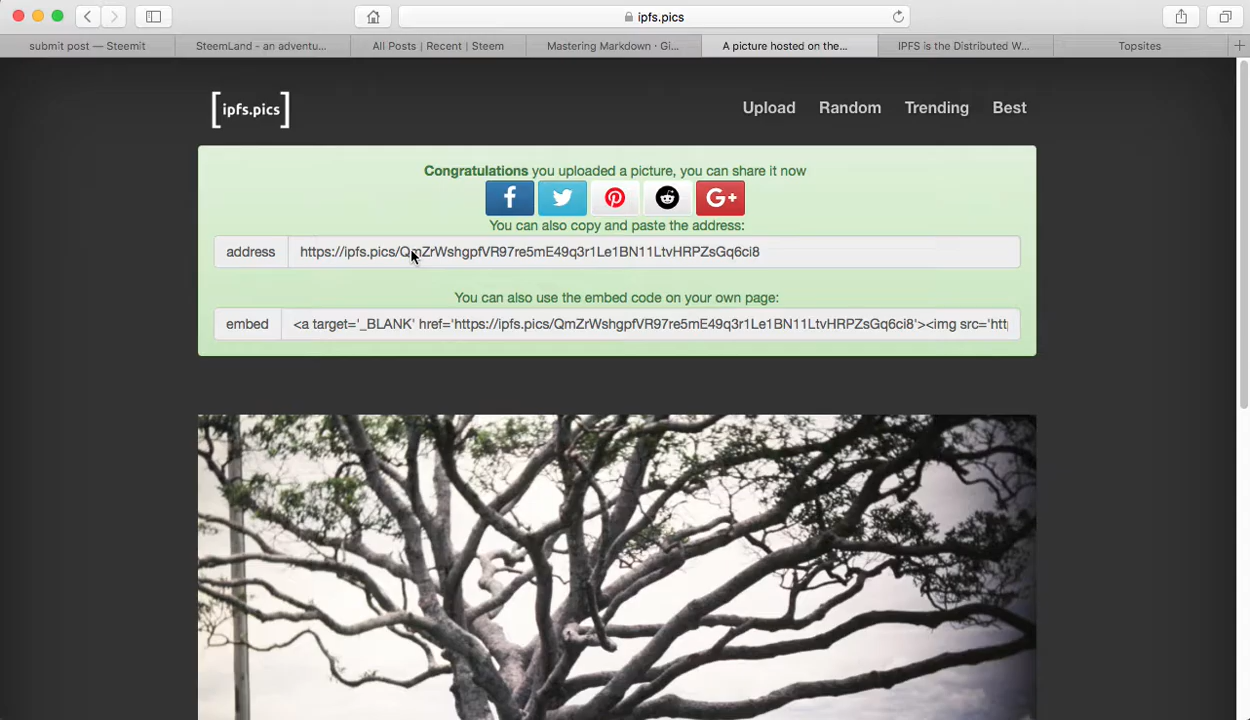 ipfs.pics
submit post — Steemit
SteemLand - an adventu...
All Posts | Recent | Steem
Mastering Markdown · Gi...
A picture hosted on the...
IPFS is the Distributed W...
Topsites
[ipfs.pics]
Upload Random Trending Best
Congratulations you uploaded a picture, you can share it now
f G+
You can also copy and paste the address:
address https://ipfs.pics/QmZrWshgpfVR97re5mE49q3r1Le1BN11LtvHRPZsGq6ci8
You can also use the embed code on your own page:
embed <a target='_BLANK' href='https://ipfs.pics/QmZrWshgpfVR97re5mE49q3r1Le1BN11LtvHRPZsGq6ci8'><img src='htt